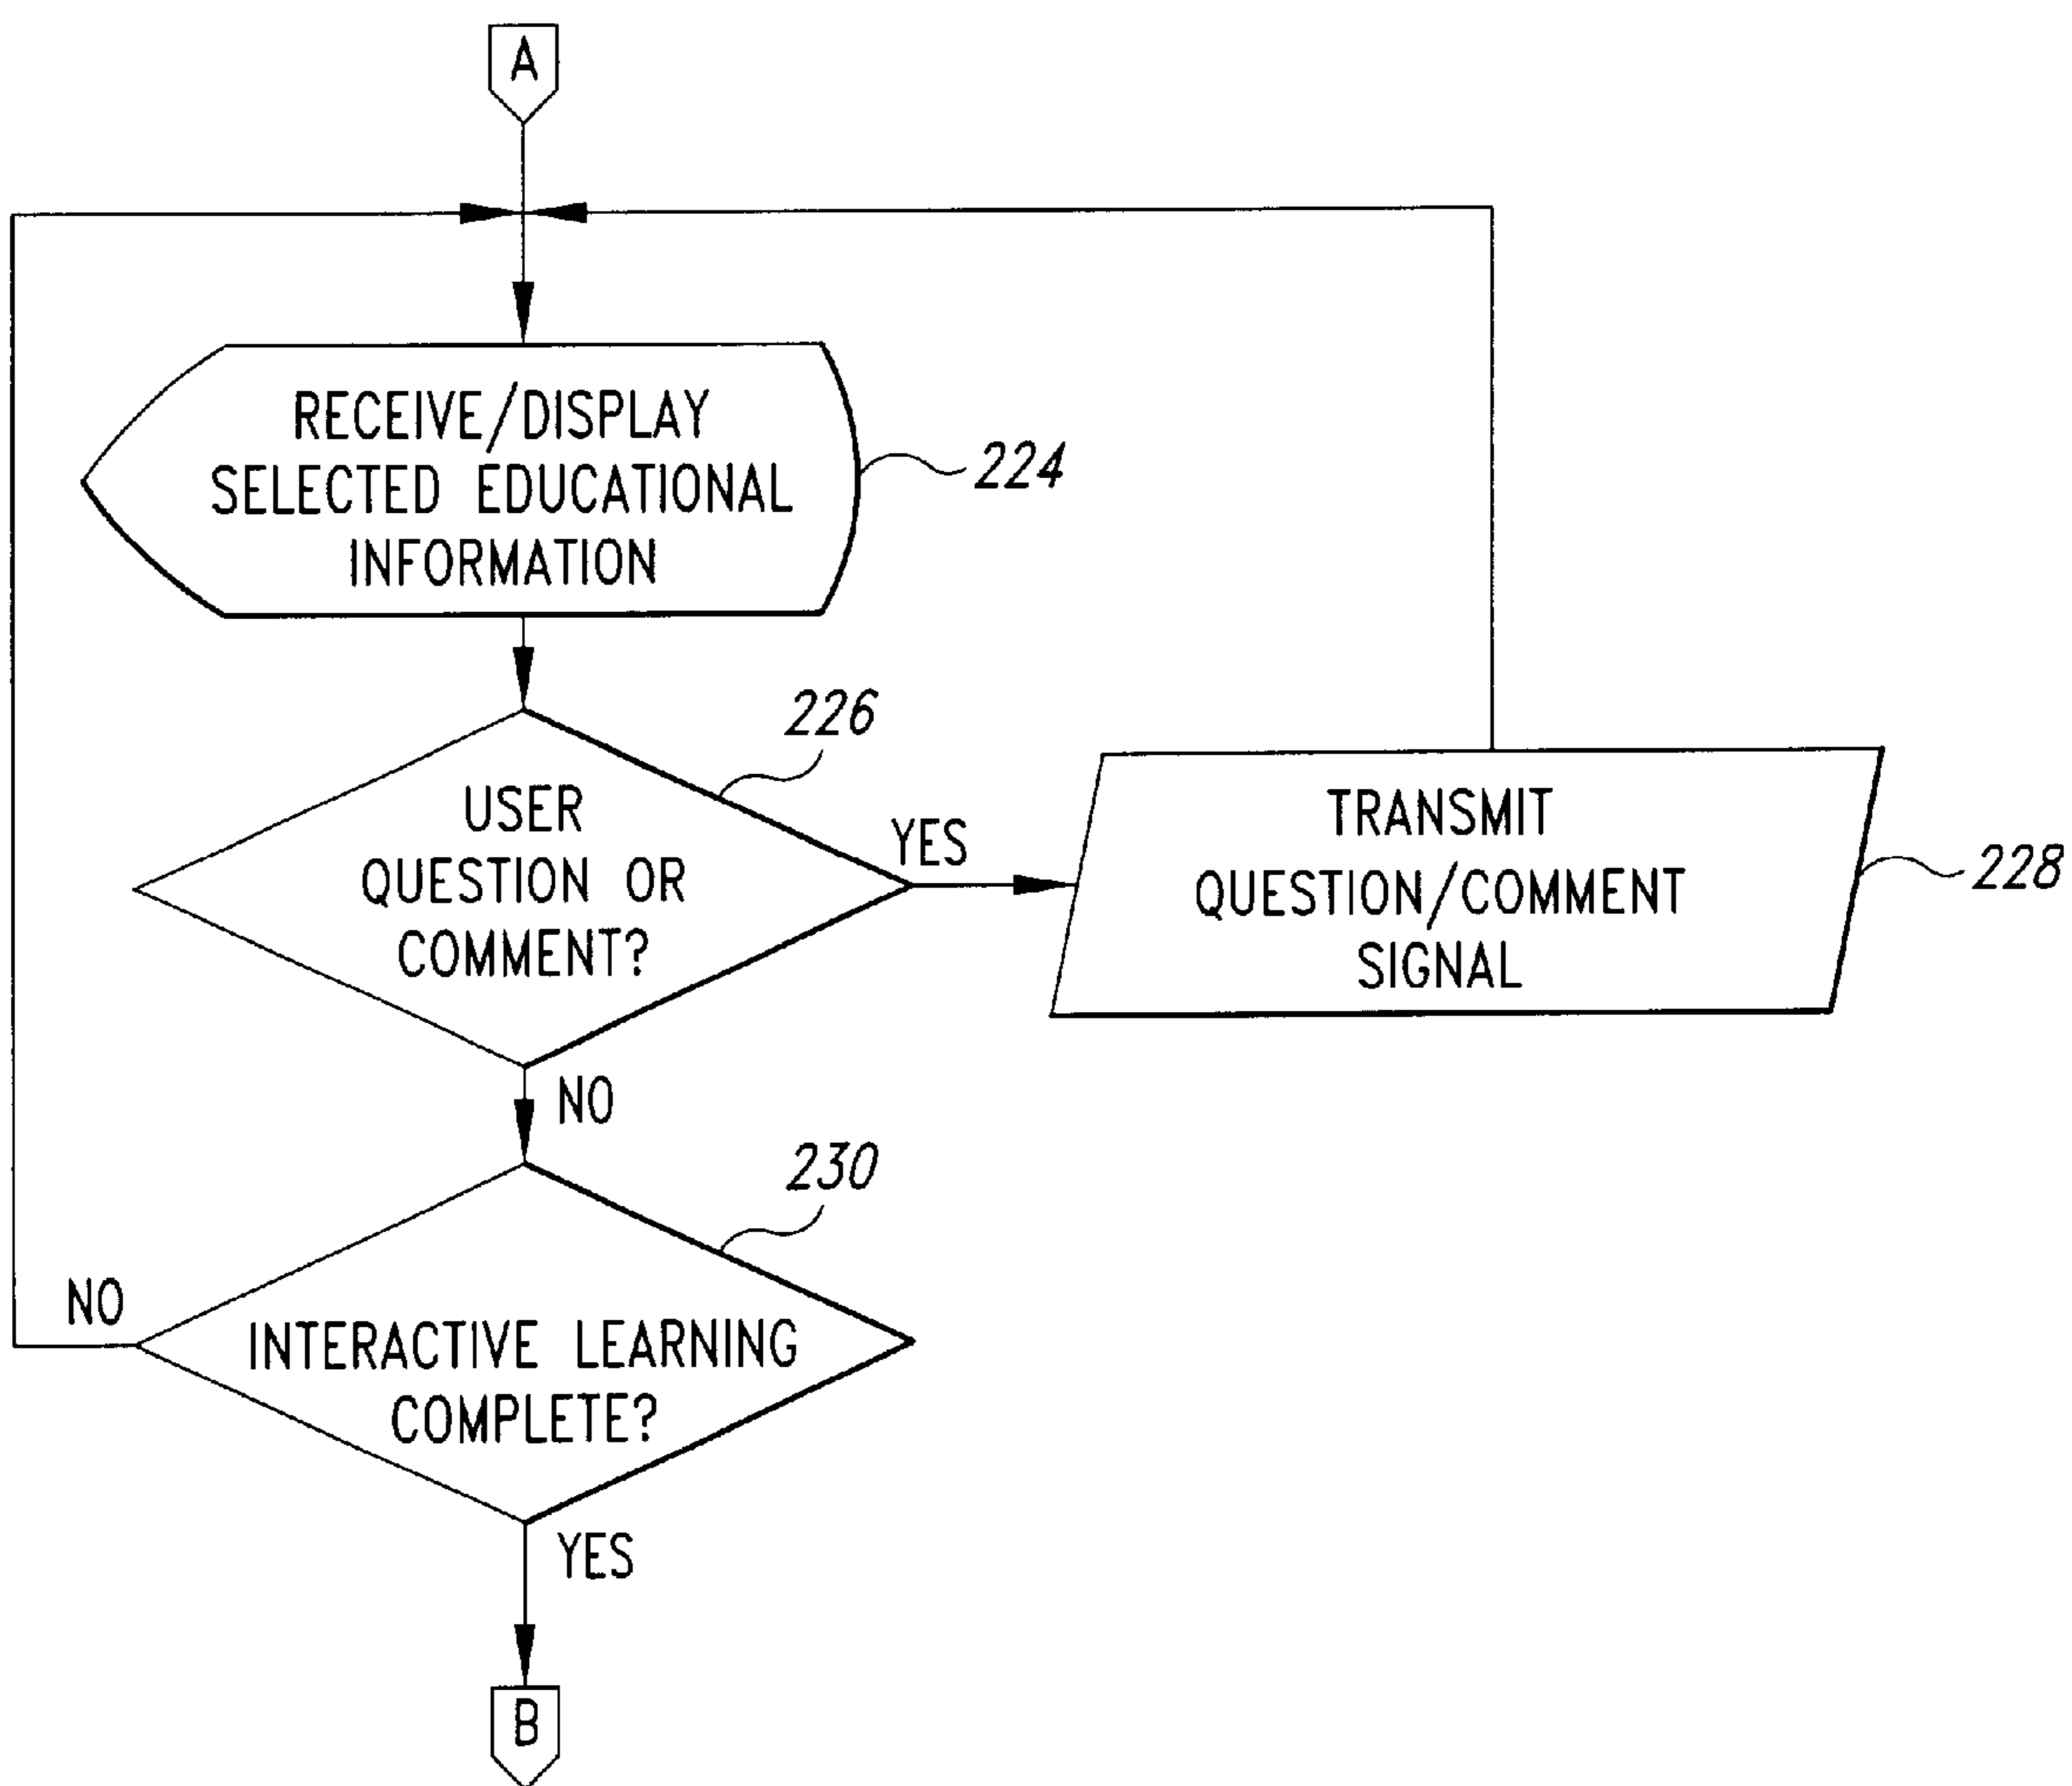 A
RECEIVE/DISPLAY
SELECTED EDUCATIONAL
INFORMATION
224
226
USER
QUESTION OR
COMMENT?
YES
TRANSMIT
QUESTION/COMMENT
SIGNAL
228
NO
230
NO
INTERACTIVE LEARNING
COMPLETE?
YES
B